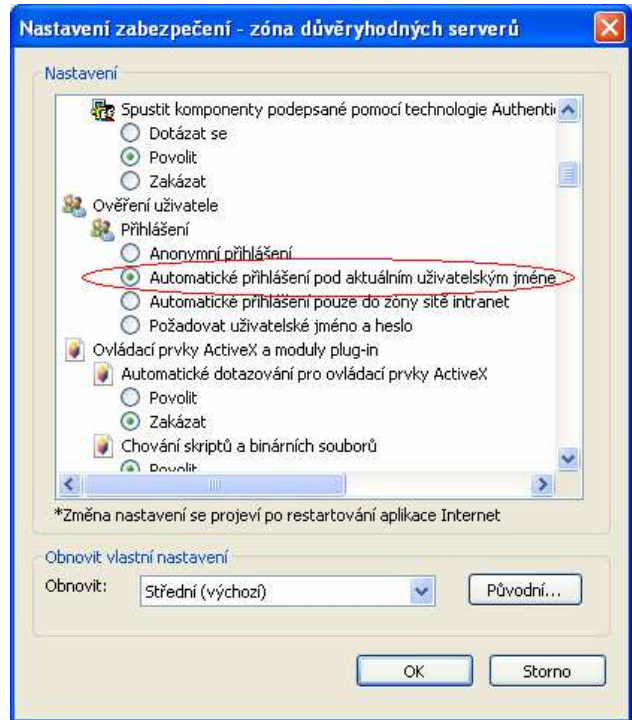 Nastavení zabezpečení - zóna důvěryhodných serverů
Nastavení
Spustit komponenty podepsané pomocí technologie Authenti
Dotázat se
Povolit
Zakázat
Ověření uživatele
Přihlášení
Anonymní přihlášení
Automatické přihlášení pod aktuálním uživatelským jméne
Automatické přihlášení pouze do zóny sítě intranet
Požadovat uživatelské jméno a heslo
Ovládací prvky ActiveX a moduly plug-in
Automatické dotazování pro ovládací prvky ActiveX
Povolit
Zakázat
Chování skriptů a binárních souborů
Povolit
*Změna nastavení se projeví po restartování aplikace Internet
Obnovit vlastní nastavení
Obnovit: Střední (výchozí) Původní...
OK Storno